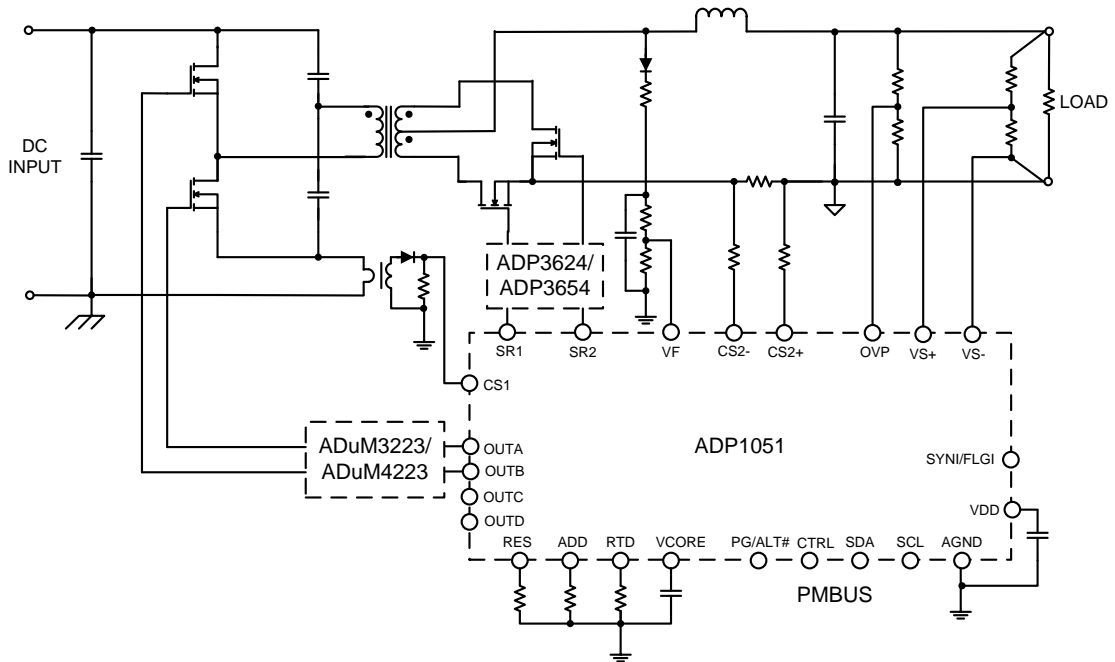 DC
INPUT
LOAD
ADP3624/
ADP3654
SR1
SR2
VF
CS2-
CS2+
OVP
VS+
VS-
CS1
ADuM3223/
ADuM4223
OUTA
OUTB
OUTC
OUTD
ADP1051
SYNI/FLGI
VDD
RES
ADD
RTD
VCORE
PG/ALT#
CTRL
SDA
SCL
AGND
PMBUS